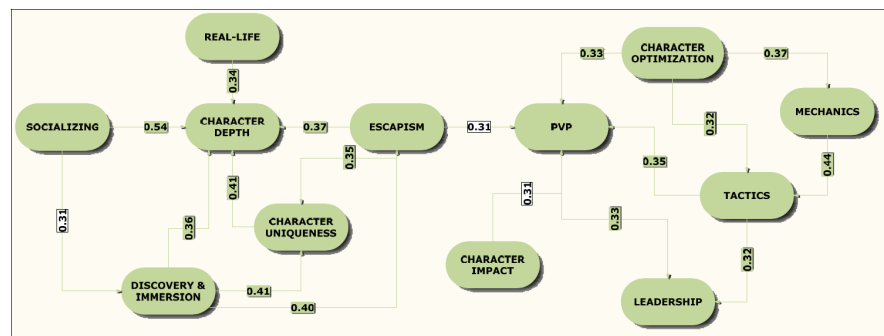 REAL-LIFE
CHARACTER
OPTIMIZATION
0.33
0.37
0.34
SOCIALIZING
0.54
CHARACTER
DEPTH
0.37
ESCAPISM
0.31
PVP
0.32
MECHANICS
0.35
0.35
0.44
0.41
TACTICS
0.31
0.36
CHARACTER
UNIQUENESS
0.31
0.33
CHARACTER
IMPACT
0.32
DISCOVERY &
IMMERSION
0.41
0.40
LEADERSHIP